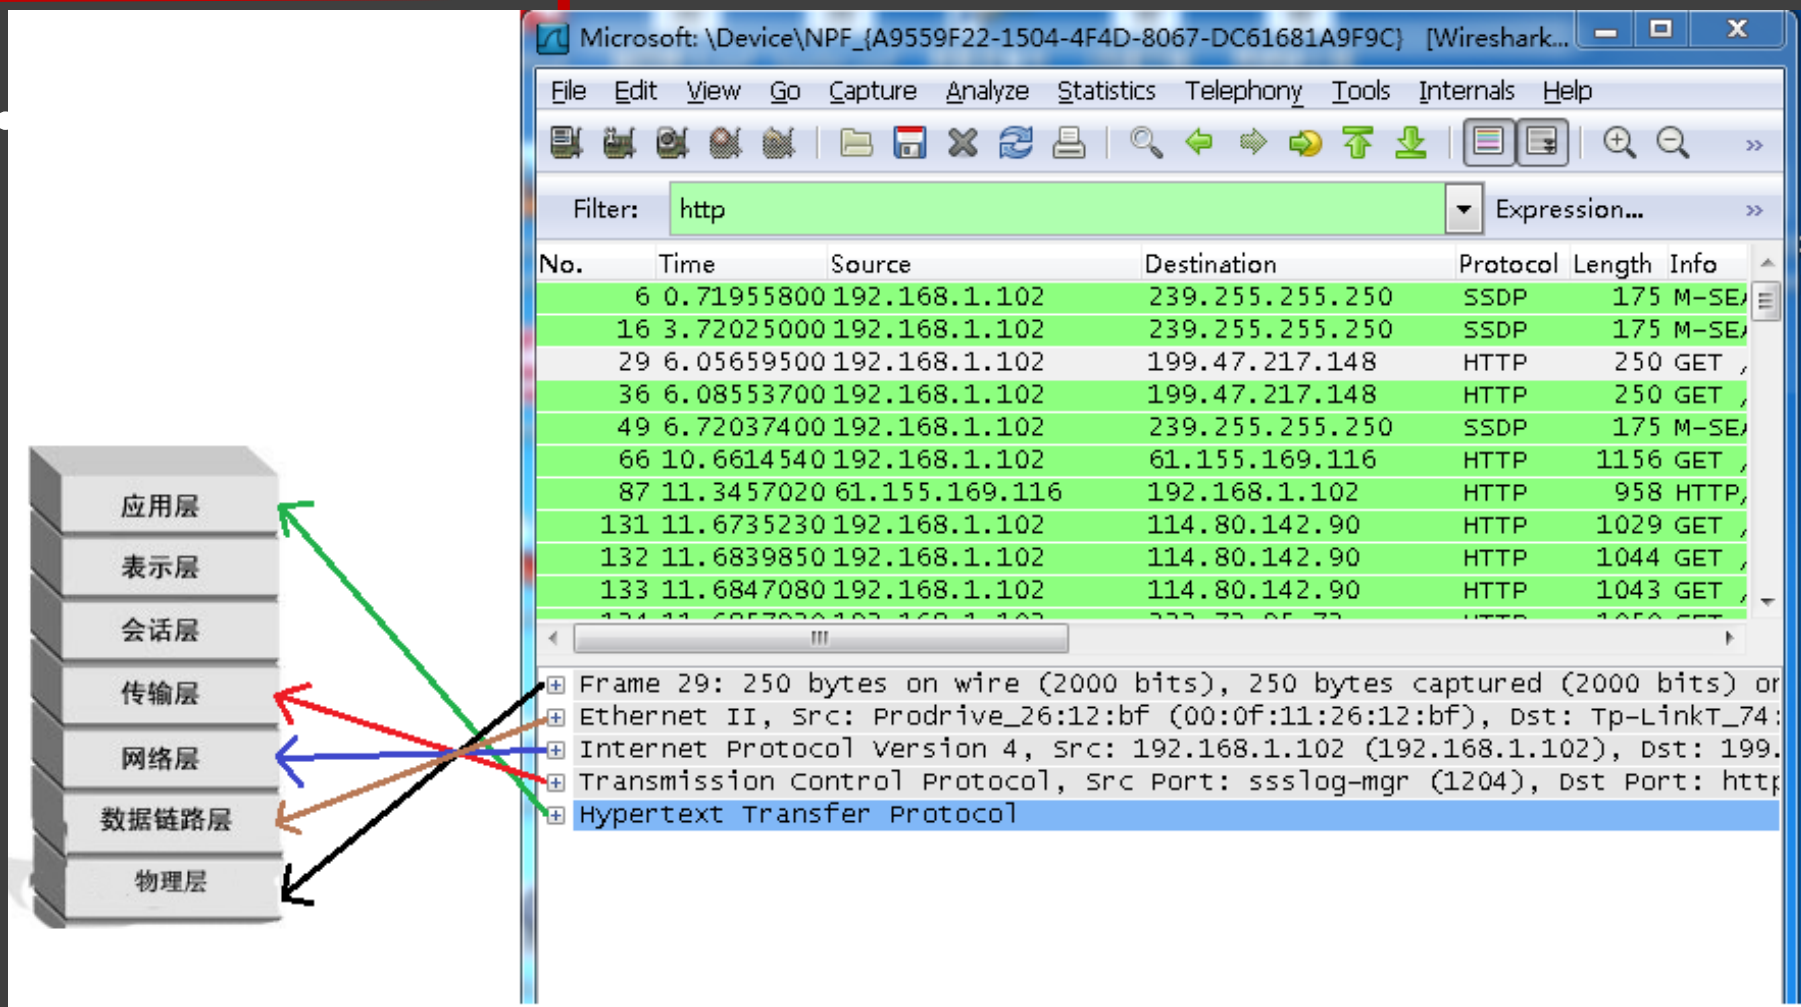 Microsoft: \Device\NPF_{A9559F22-1504-4F4D-8067-DC61681A9F9C} [Wireshark...
File Edit View Go Capture Analyze Statistics Telephony Tools Internals Help
Filter: http Expression...
No. Time Source Destination Protocol Length Info
6 0.71955800 192.168.1.102 239.255.255.250 SSDP 175 M-SEA
16 3.72025000 192.168.1.102 239.255.255.250 SSDP 175 M-SEA
29 6.05659500 192.168.1.102 199.47.217.148 HTTP 250 GET /
36 6.08553700 192.168.1.102 199.47.217.148 HTTP 250 GET /
49 6.72037400 192.168.1.102 239.255.255.250 SSDP 175 M-SEA
66 10.6614540 192.168.1.102 61.155.169.116 HTTP 1156 GET /
87 11.3457020 61.155.169.116 192.168.1.102 HTTP 958 HTTP/
131 11.6735230 192.168.1.102 114.80.142.90 HTTP 1029 GET /
132 11.6839850 192.168.1.102 114.80.142.90 HTTP 1044 GET /
133 11.6847080 192.168.1.102 114.80.142.90 HTTP 1043 GET /
Frame 29: 250 bytes on wire (2000 bits), 250 bytes captured (2000 bits) or
Ethernet II, Src: Prodrive_26:12:bf (00:0f:11:26:12:bf), Dst: Tp-LinkT_74:
Internet Protocol Version 4, Src: 192.168.1.102 (192.168.1.102), Dst: 199.
Transmission Control Protocol, Src Port: ssslog-mgr (1204), Dst Port: http
Hypertext Transfer Protocol
应用层
表示层
会话层
传输层
网络层
数据链路层
物理层